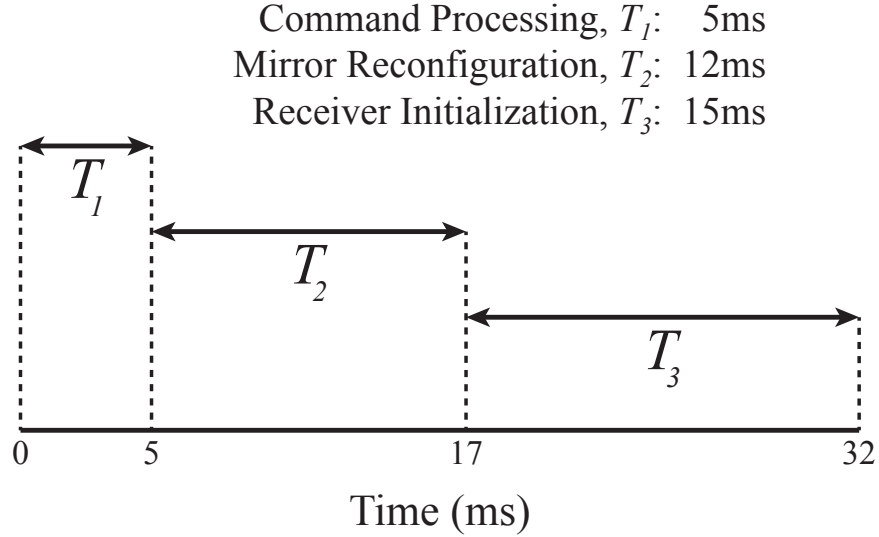 Command Processing, T1: 5ms
Mirror Reconfiguration, T2: 12ms
Receiver Initialization, T3: 15ms
T1
T2
T3
0 5 17 32
Time (ms)